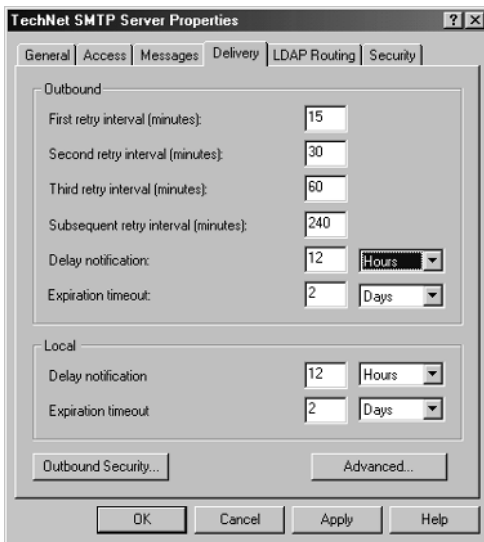 TechNet SMTP Server Properties ? X
General Access Messages Delivery LDAP Routing Security
Outbound
First retry interval (minutes): 15
Second retry interval (minutes): 30
Third retry interval (minutes): 60
Subsequent retry interval (minutes): 240
Delay notification: 12 Hours
Expiration timeout: 2 Days
Local
Delay notification 12 Hours
Expiration timeout 2 Days
Outbound Security... Advanced...
OK Cancel Apply Help